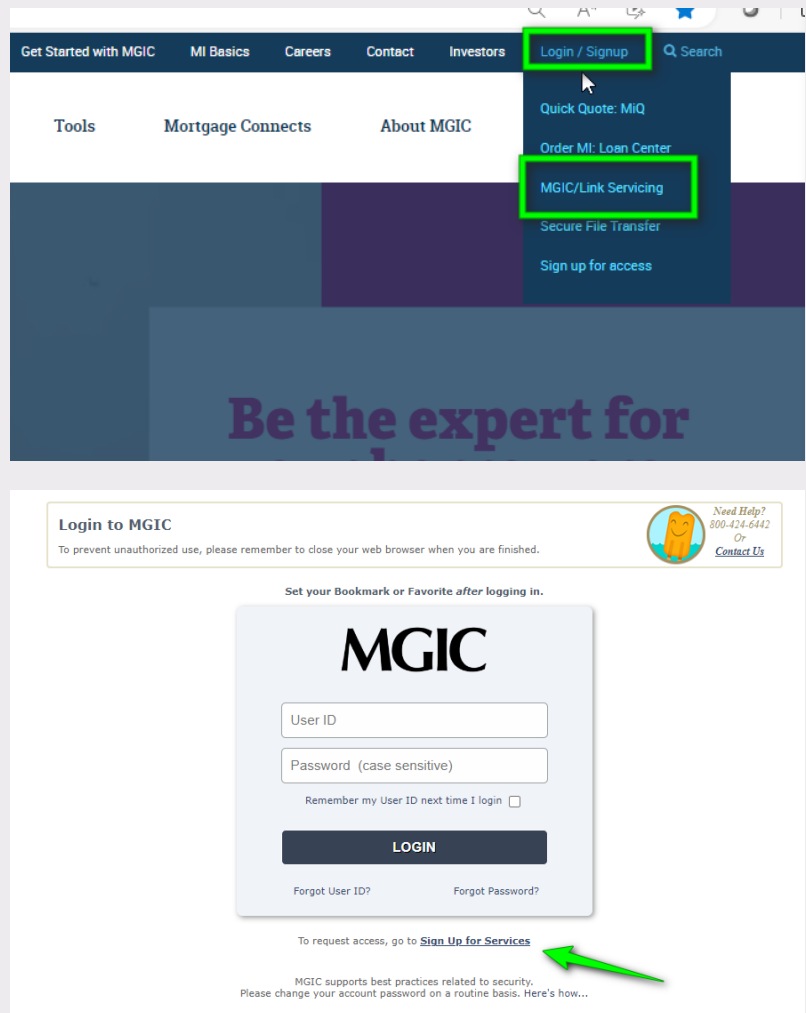 Get Started with MGIC MI Basics Careers Contact Investors Login / Signup Search
Tools Mortgage Connects About MGIC
Quick Quote: MiQ
Order MI: Loan Center
MGIC/Link Servicing
Secure File Transfer
Sign up for access
Be the expert for
Login to MGIC
To prevent unauthorized use, please remember to close your web browser when you are finished.
Need Help?
800-424-6442
Or
Contact Us
Set your Bookmark or Favorite after logging in.
MGIC
User ID
Password (case sensitive)
Remember my User ID next time I login
LOGIN
Forgot User ID? Forgot Password?
To request access, go to Sign Up for Services
MGIC supports best practices related to security.
Please change your account password on a routine basis. Here's how...